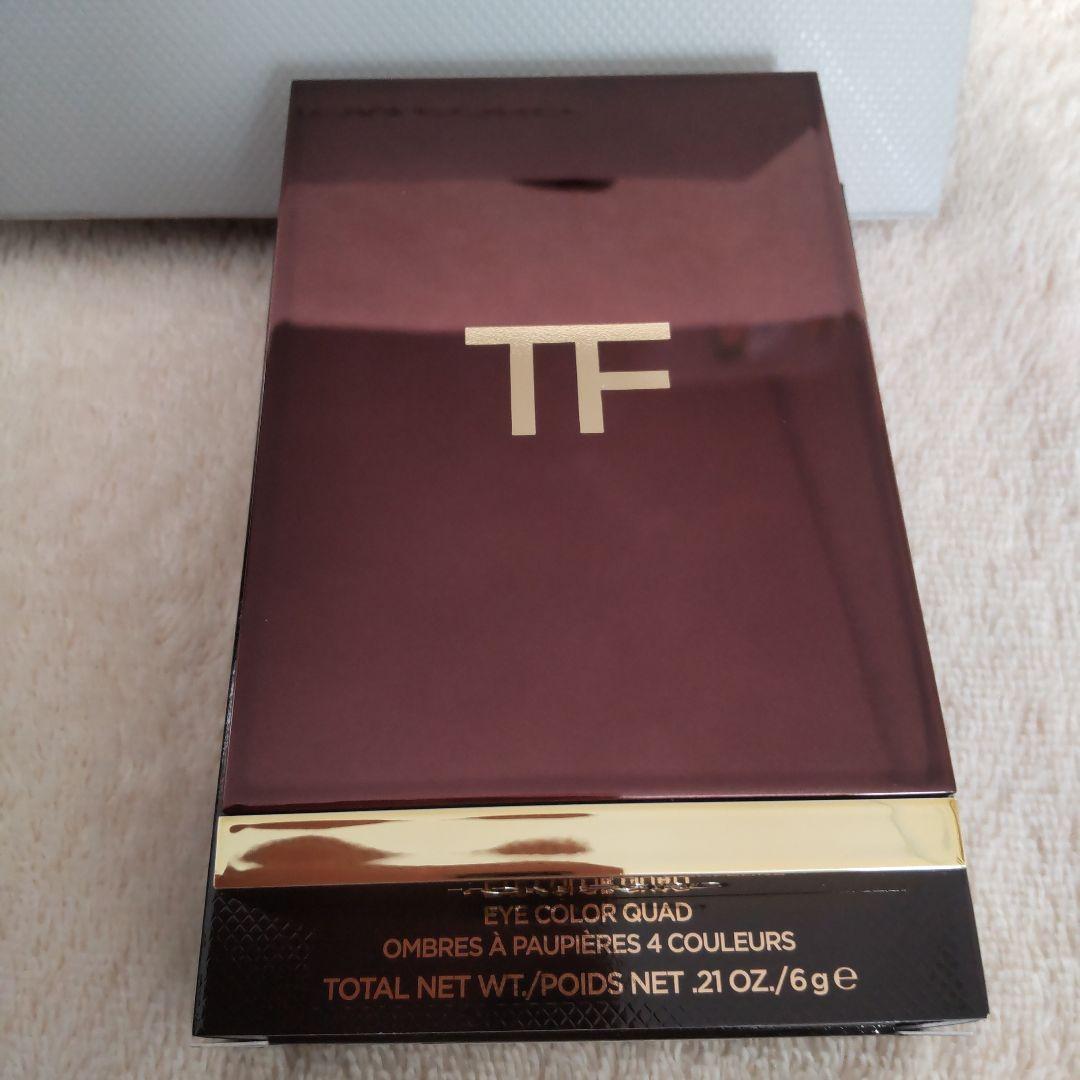 TF
EYE COLOR QUAD
OMBRES À PAUPIÈRES 4 COULEURS
TOTAL NET WT./POIDS NET .21 OZ./6 g ℮